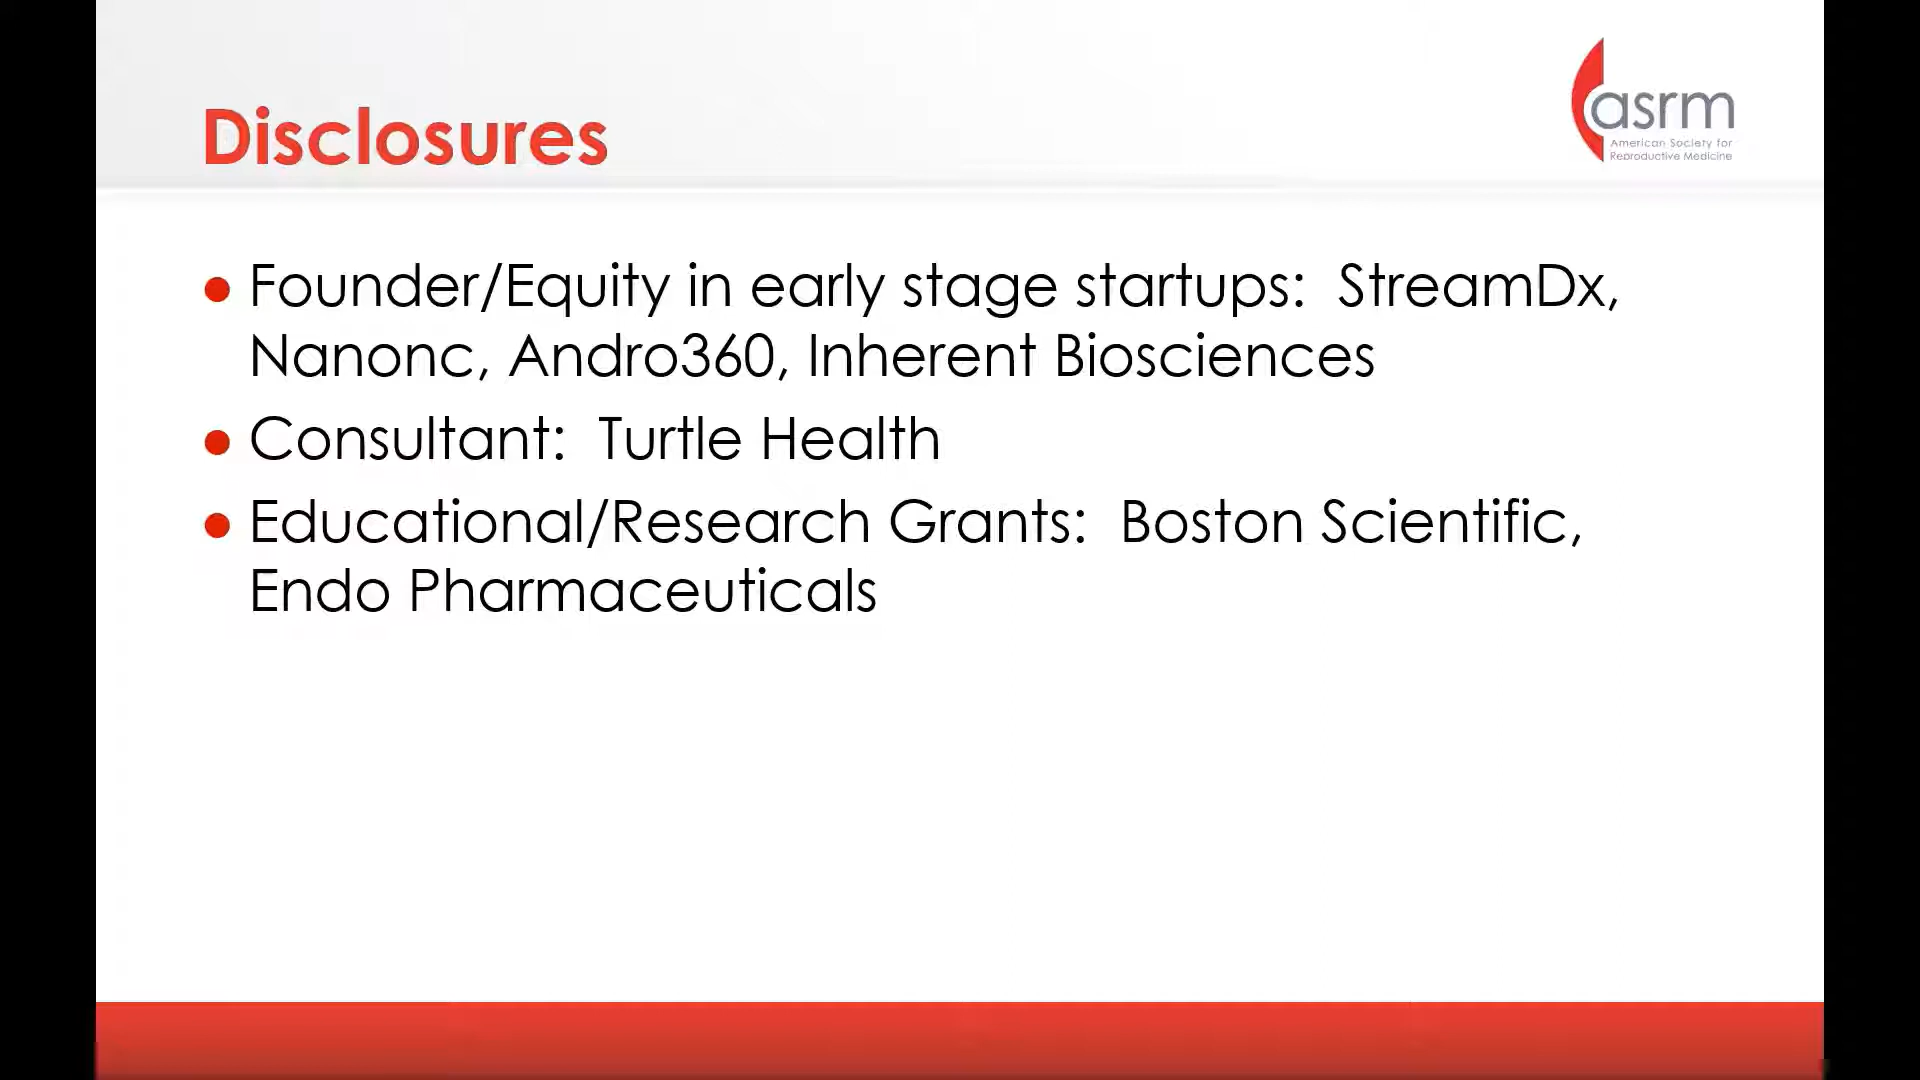 Disclosures
asrm
American Society for
Reproductive Medicine
Founder/Equity in early stage startups:  StreamDx,
Nanonc, Andro360, Inherent Biosciences
Consultant:  Turtle Health
Educational/Research Grants:  Boston Scientific,
Endo Pharmaceuticals